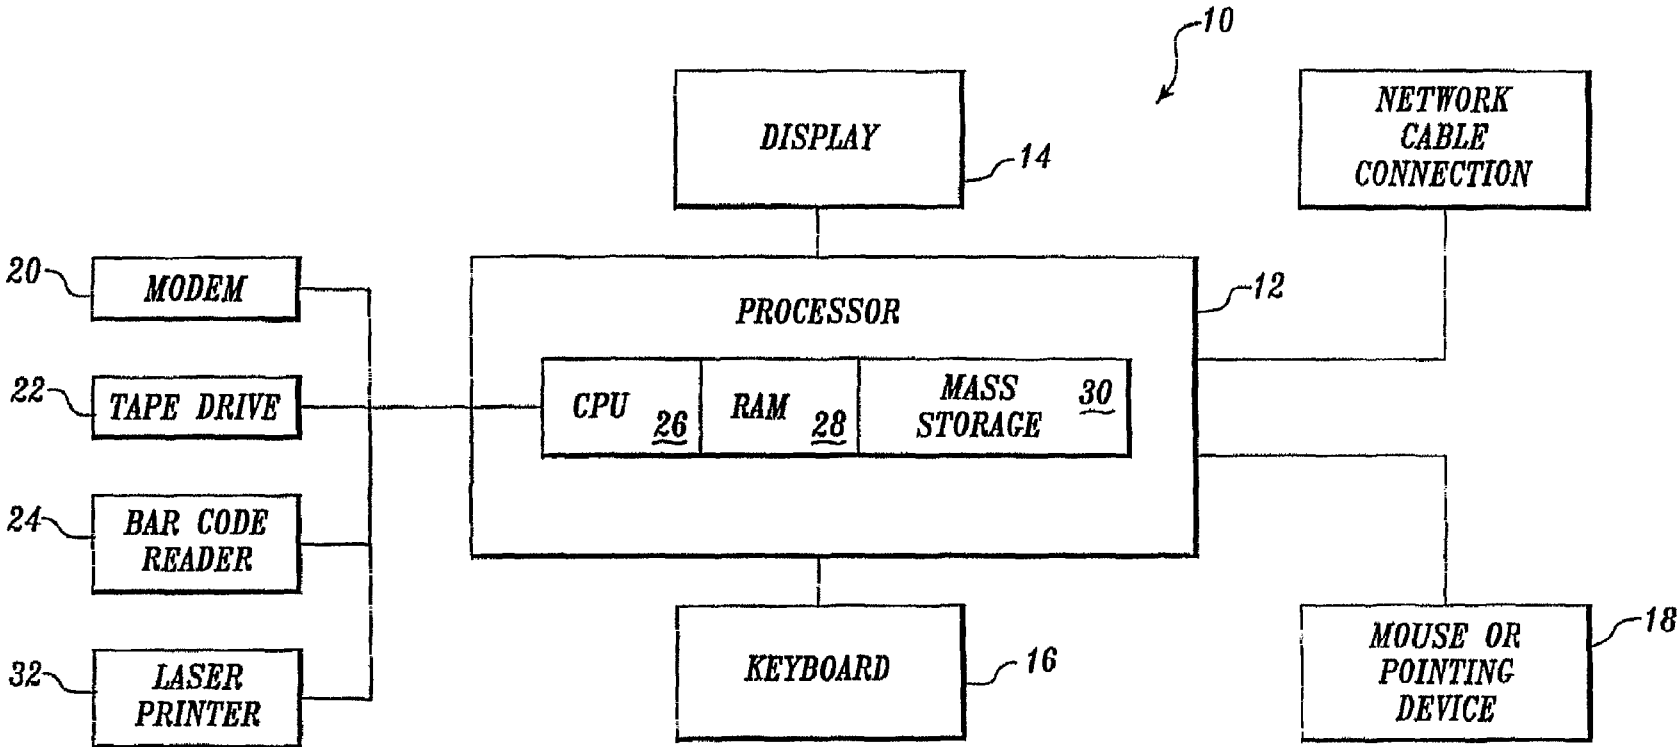 10
DISPLAY
14
NETWORK
CABLE
CONNECTION
20
MODEM
22
TAPE DRIVE
24
BAR CODE
READER
32
LASER
PRINTER
PROCESSOR
12
CPU
26
RAM
28
MASS
STORAGE
30
KEYBOARD
16
MOUSE OR
POINTING
DEVICE
18